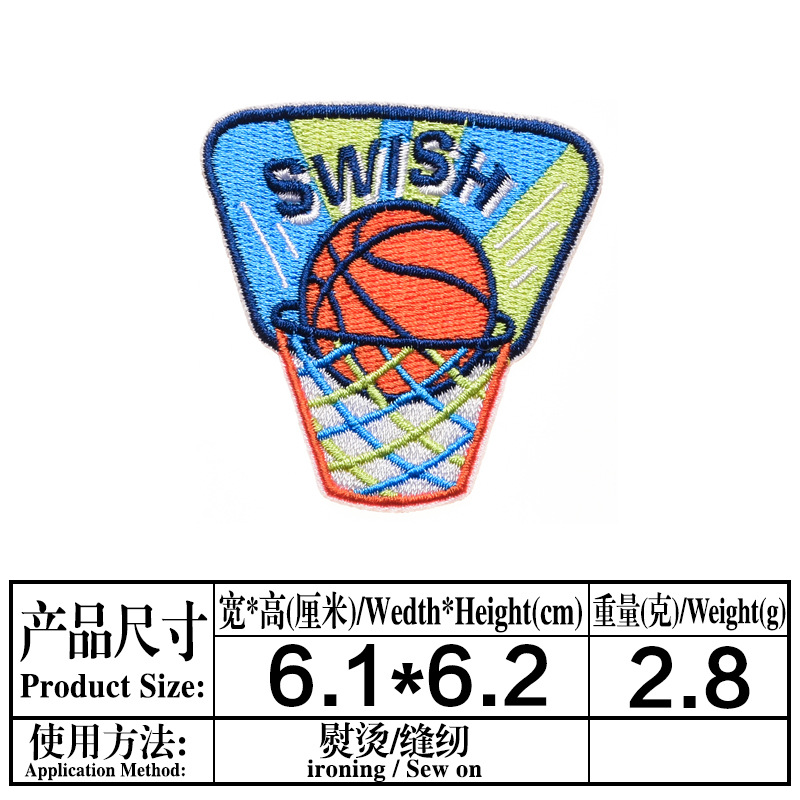 SWISH
产品尺寸
Product Size:
宽*高(厘米)/Wedth*Height(cm)
重量(克)/Weight(g)
6.1*6.2
2.8
使用方法:
Application Method:
熨烫/缝纫
ironing / Sew on